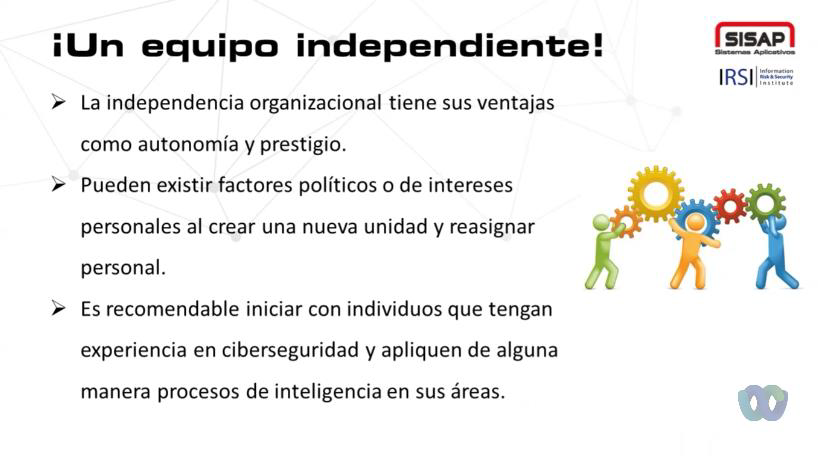 ¡Un equipo independiente!
SISAP
Sistemas Aplicativos
IRSI Information
Risk & Security
Institute
➢ La independencia organizacional tiene sus ventajas
como autonomía y prestigio.
➢ Pueden existir factores políticos o de intereses
personales al crear una nueva unidad y reasignar
personal.
➢ Es recomendable iniciar con individuos que tengan
experiencia en ciberseguridad y apliquen de alguna
manera procesos de inteligencia en sus áreas.